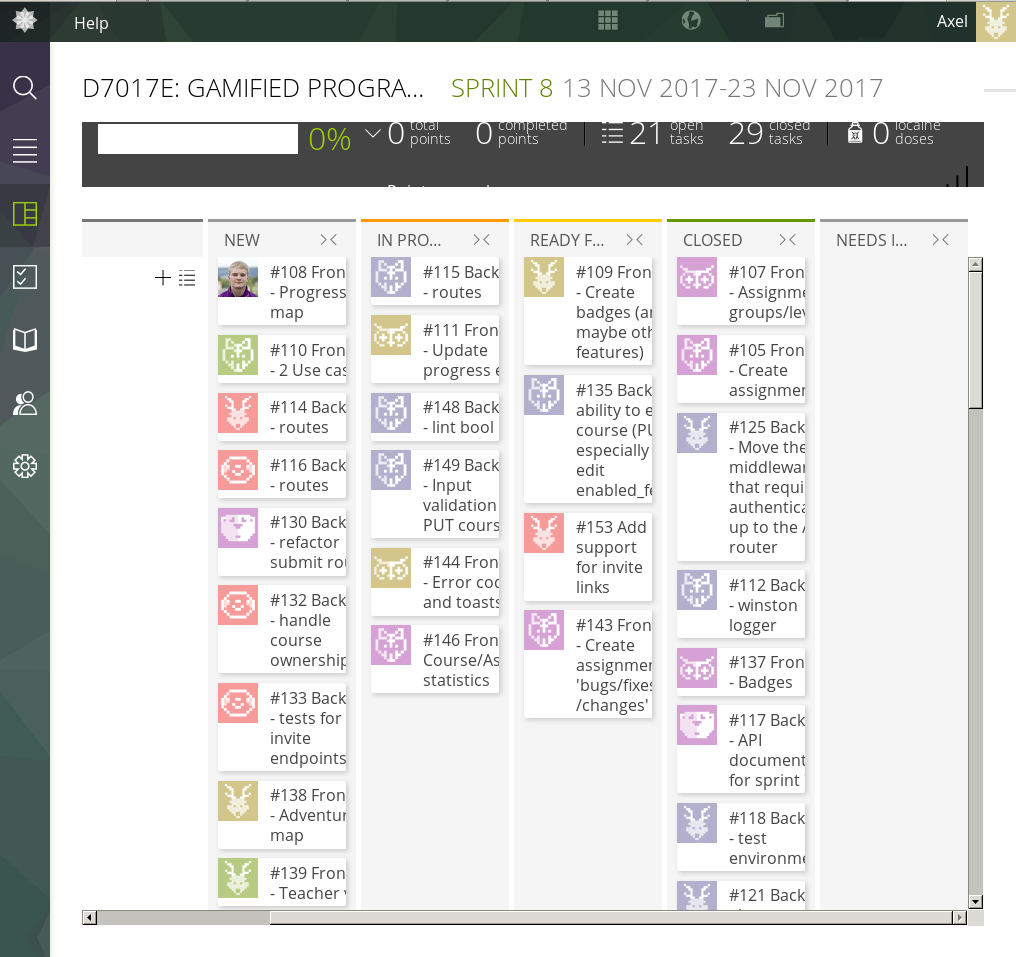 Help
Axel
D7017E: GAMIFIED PROGRA... SPRINT 8 13 NOV 2017-23 NOV 2017
0% 0 total points 0 completed points 21 open tasks 29 closed tasks 0 locaine doses
NEW
IN PRO...
READY F...
CLOSED
NEEDS I...
#108 Fron
- Progress
map
#110 Fron
- 2 Use cas
#114 Back
- routes
#116 Back
- routes
#130 Back
- refactor
submit rou
#132 Back
- handle
course
ownership
#133 Back
- tests for
invite
endpoints
#138 Fron
- Adventur
map
#139 Fron
- Teacher v
#115 Back
- routes
#111 Fron
- Update
progress e
#148 Back
- lint bool
#149 Back
- Input
validation
PUT cours
#144 Fron
- Error cod
and toasts
#146 Fron
Course/As
statistics
#109 Fron
- Create
badges (an
maybe oth
features)
#135 Back
ability to e
course (PU
especially
edit
enabled_fe
#153 Add
support
for invite
links
#143 Fron
- Create
assignmen
'bugs/fixes
/changes'
#107 Fron
- Assignme
groups/lev
#105 Fron
- Create
assignmen
#125 Back
- Move the
middlewar
that requi
authentica
up to the A
router
#112 Back
- winston
logger
#137 Fron
- Badges
#117 Back
- API
document
for sprint
#118 Back
- test
environme
#121 Back